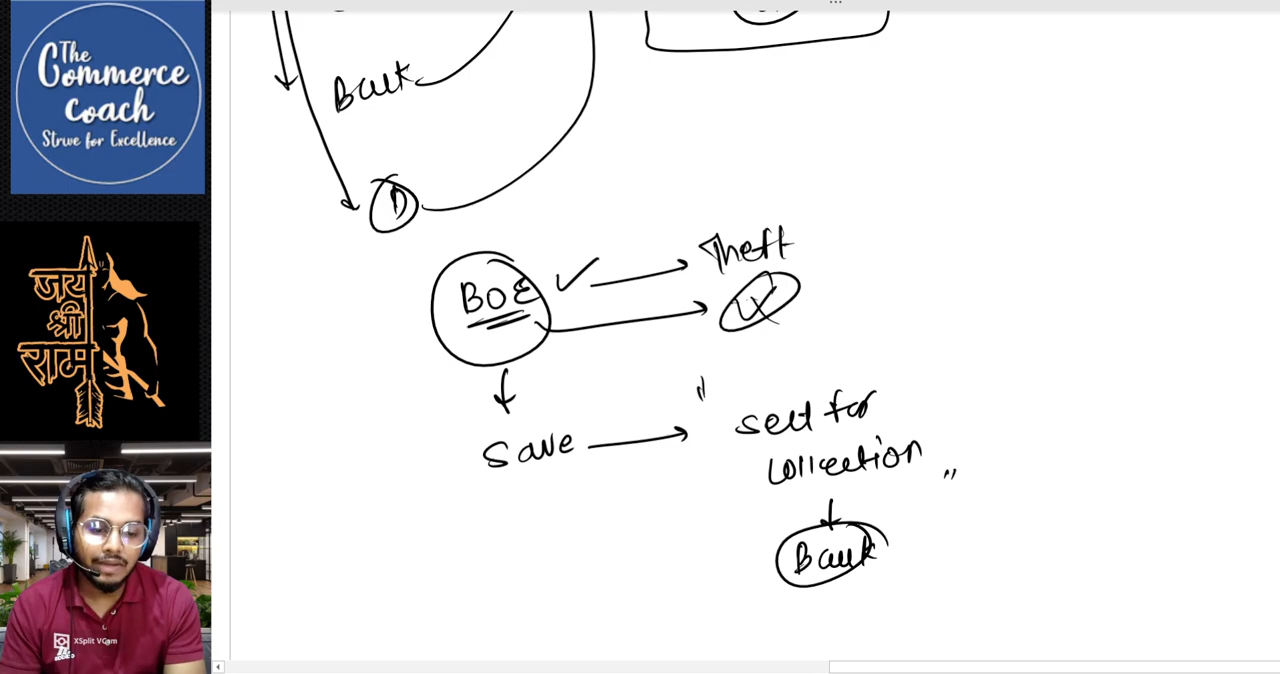 The
Commerce
Coach
Strive for Excellence
जय
श्री
राम
XSplit VCam
Bank
D
BOE
Theft
Save
"sent for
collection"
Bank